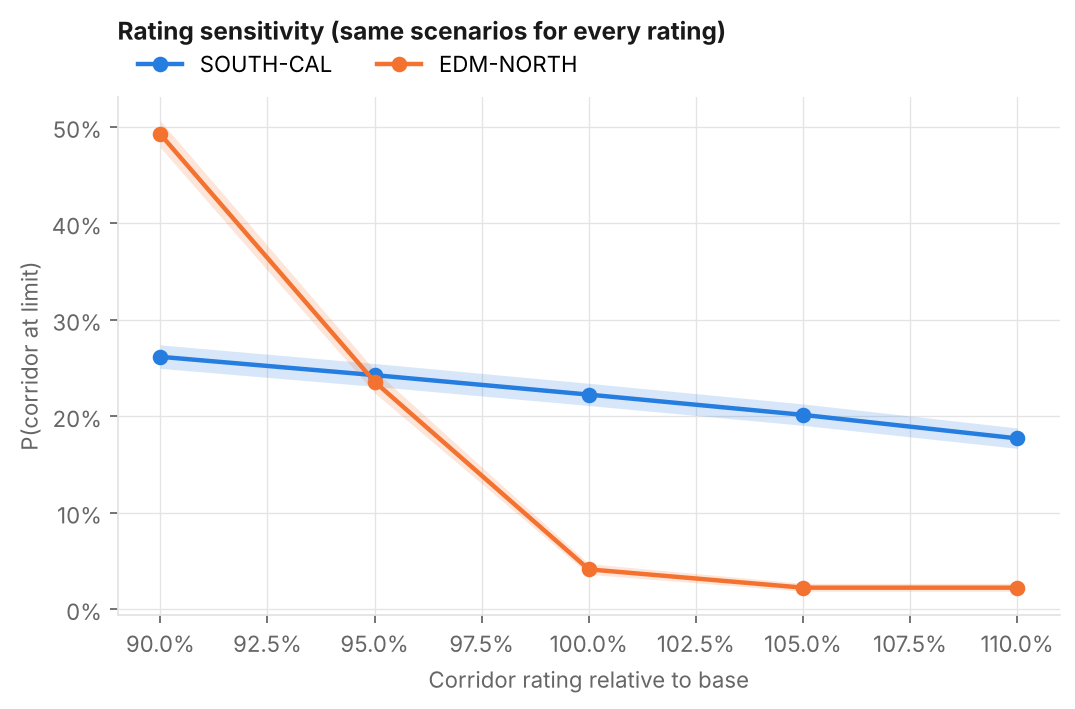 Rating sensitivity (same scenarios for every rating)
SOUTH-CAL EDM-NORTH
50%
40%
30%
20%
10%
0%
P(corridor at limit)
90.0% 92.5% 95.0% 97.5% 100.0% 102.5% 105.0% 107.5% 110.0%
Corridor rating relative to base